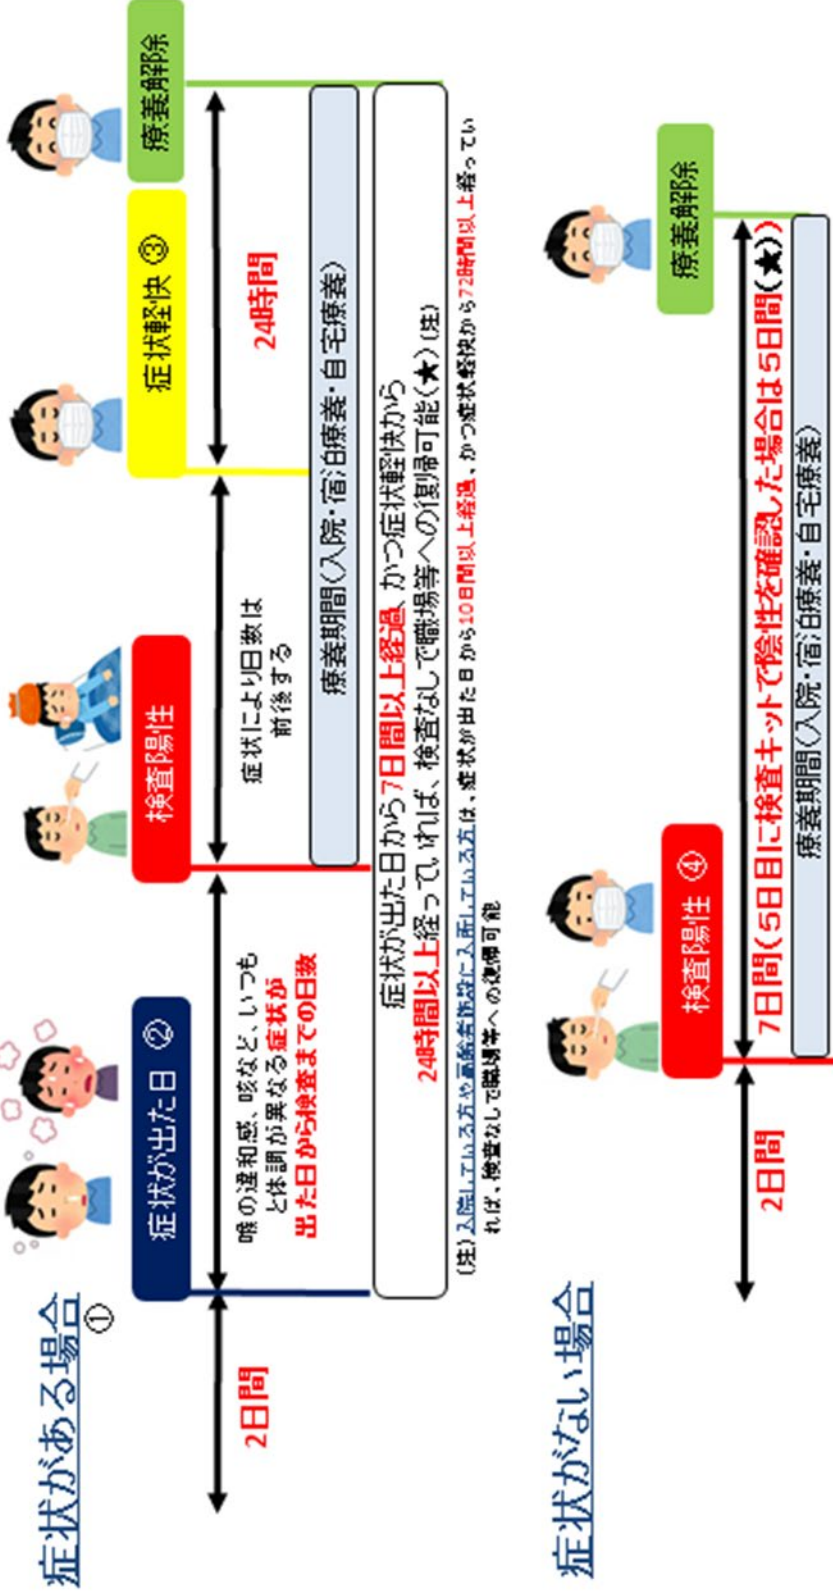 症状がある場合
①
症状が出た日 ②
検査陽性
症状軽快 ③
療養解除
2日間
喉の違和感、咳など、いつも
と体調が異なる症状が
出た日から検査までの日数
症状により日数は
前後する
24時間
療養期間(入院・宿泊療養・自宅療養)
症状が出た日から7日間以上経過、かつ症状軽快から
24時間以上経っていれば、検査なしで職場等への復帰可能(★)(注)
(注)入院している方や高齢者施設に入所している方は、症状が出た日から10日間以上経過、かつ症状軽快から72時間以上経ってい
れば、検査なしで職場等への復帰可能
症状がない場合
検査陽性 ④
療養解除
2日間
7日間(5日目に検査キットで陰性を確認した場合は5日間(★))
療養期間(入院・宿泊療養・自宅療養)